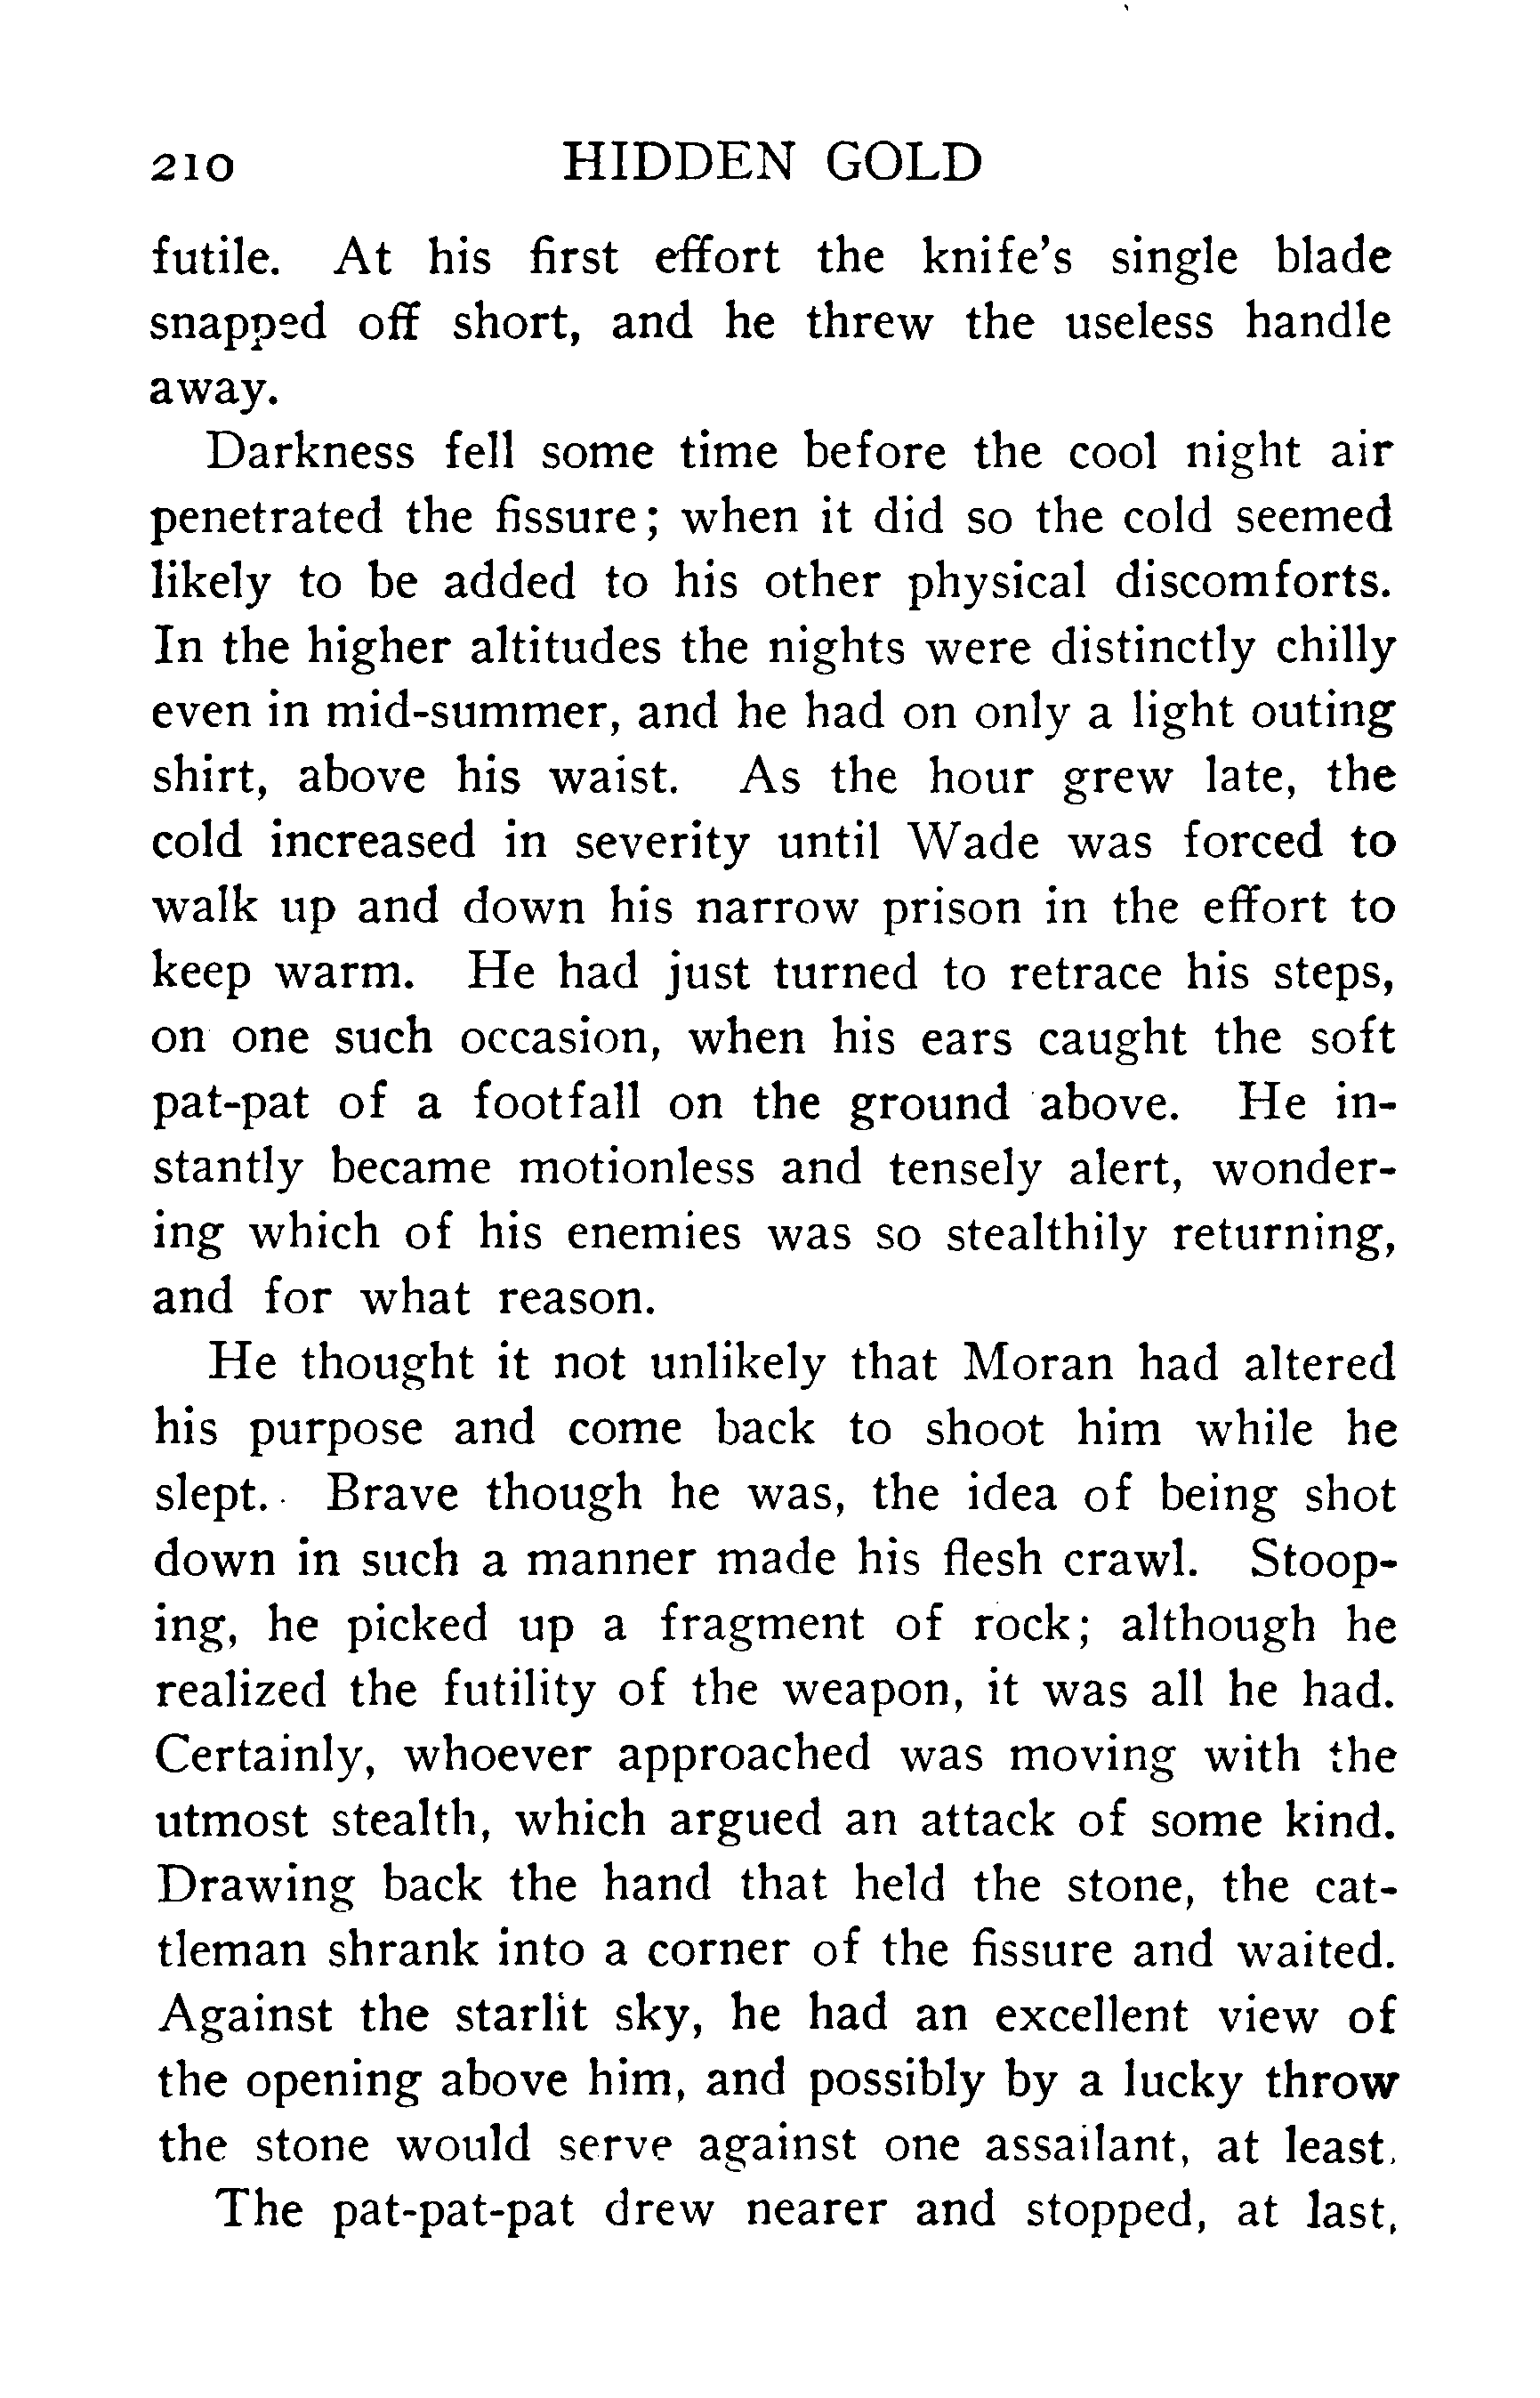 210 HIDDEN GOLD
futile. At his first effort the knife's single blade
snapped off short, and he threw the useless handle
away.
Darkness fell some time before the cool night air
penetrated the fissure; when it did so the cold seemed
likely to be added to his other physical discomforts.
In the higher altitudes the nights were distinctly chilly
even in mid-summer, and he had on only a light outing
shirt, above his waist. As the hour grew late, the
cold increased in severity until Wade was forced to
walk up and down his narrow prison in the effort to
keep warm. He had just turned to retrace his steps,
on one such occasion, when his ears caught the soft
pat-pat of a footfall on the ground above. He in-
stantly became motionless and tensely alert, wonder-
ing which of his enemies was so stealthily returning,
and for what reason.
He thought it not unlikely that Moran had altered
his purpose and come back to shoot him while he
slept. Brave though he was, the idea of being shot
down in such a manner made his flesh crawl. Stoop-
ing, he picked up a fragment of rock; although he
realized the futility of the weapon, it was all he had.
Certainly, whoever approached was moving with the
utmost stealth, which argued an attack of some kind.
Drawing back the hand that held the stone, the cat-
tleman shrank into a corner of the fissure and waited.
Against the starlit sky, he had an excellent view of
the opening above him, and possibly by a lucky throw
the stone would serve against one assailant, at least.
The pat-pat-pat drew nearer and stopped, at last,